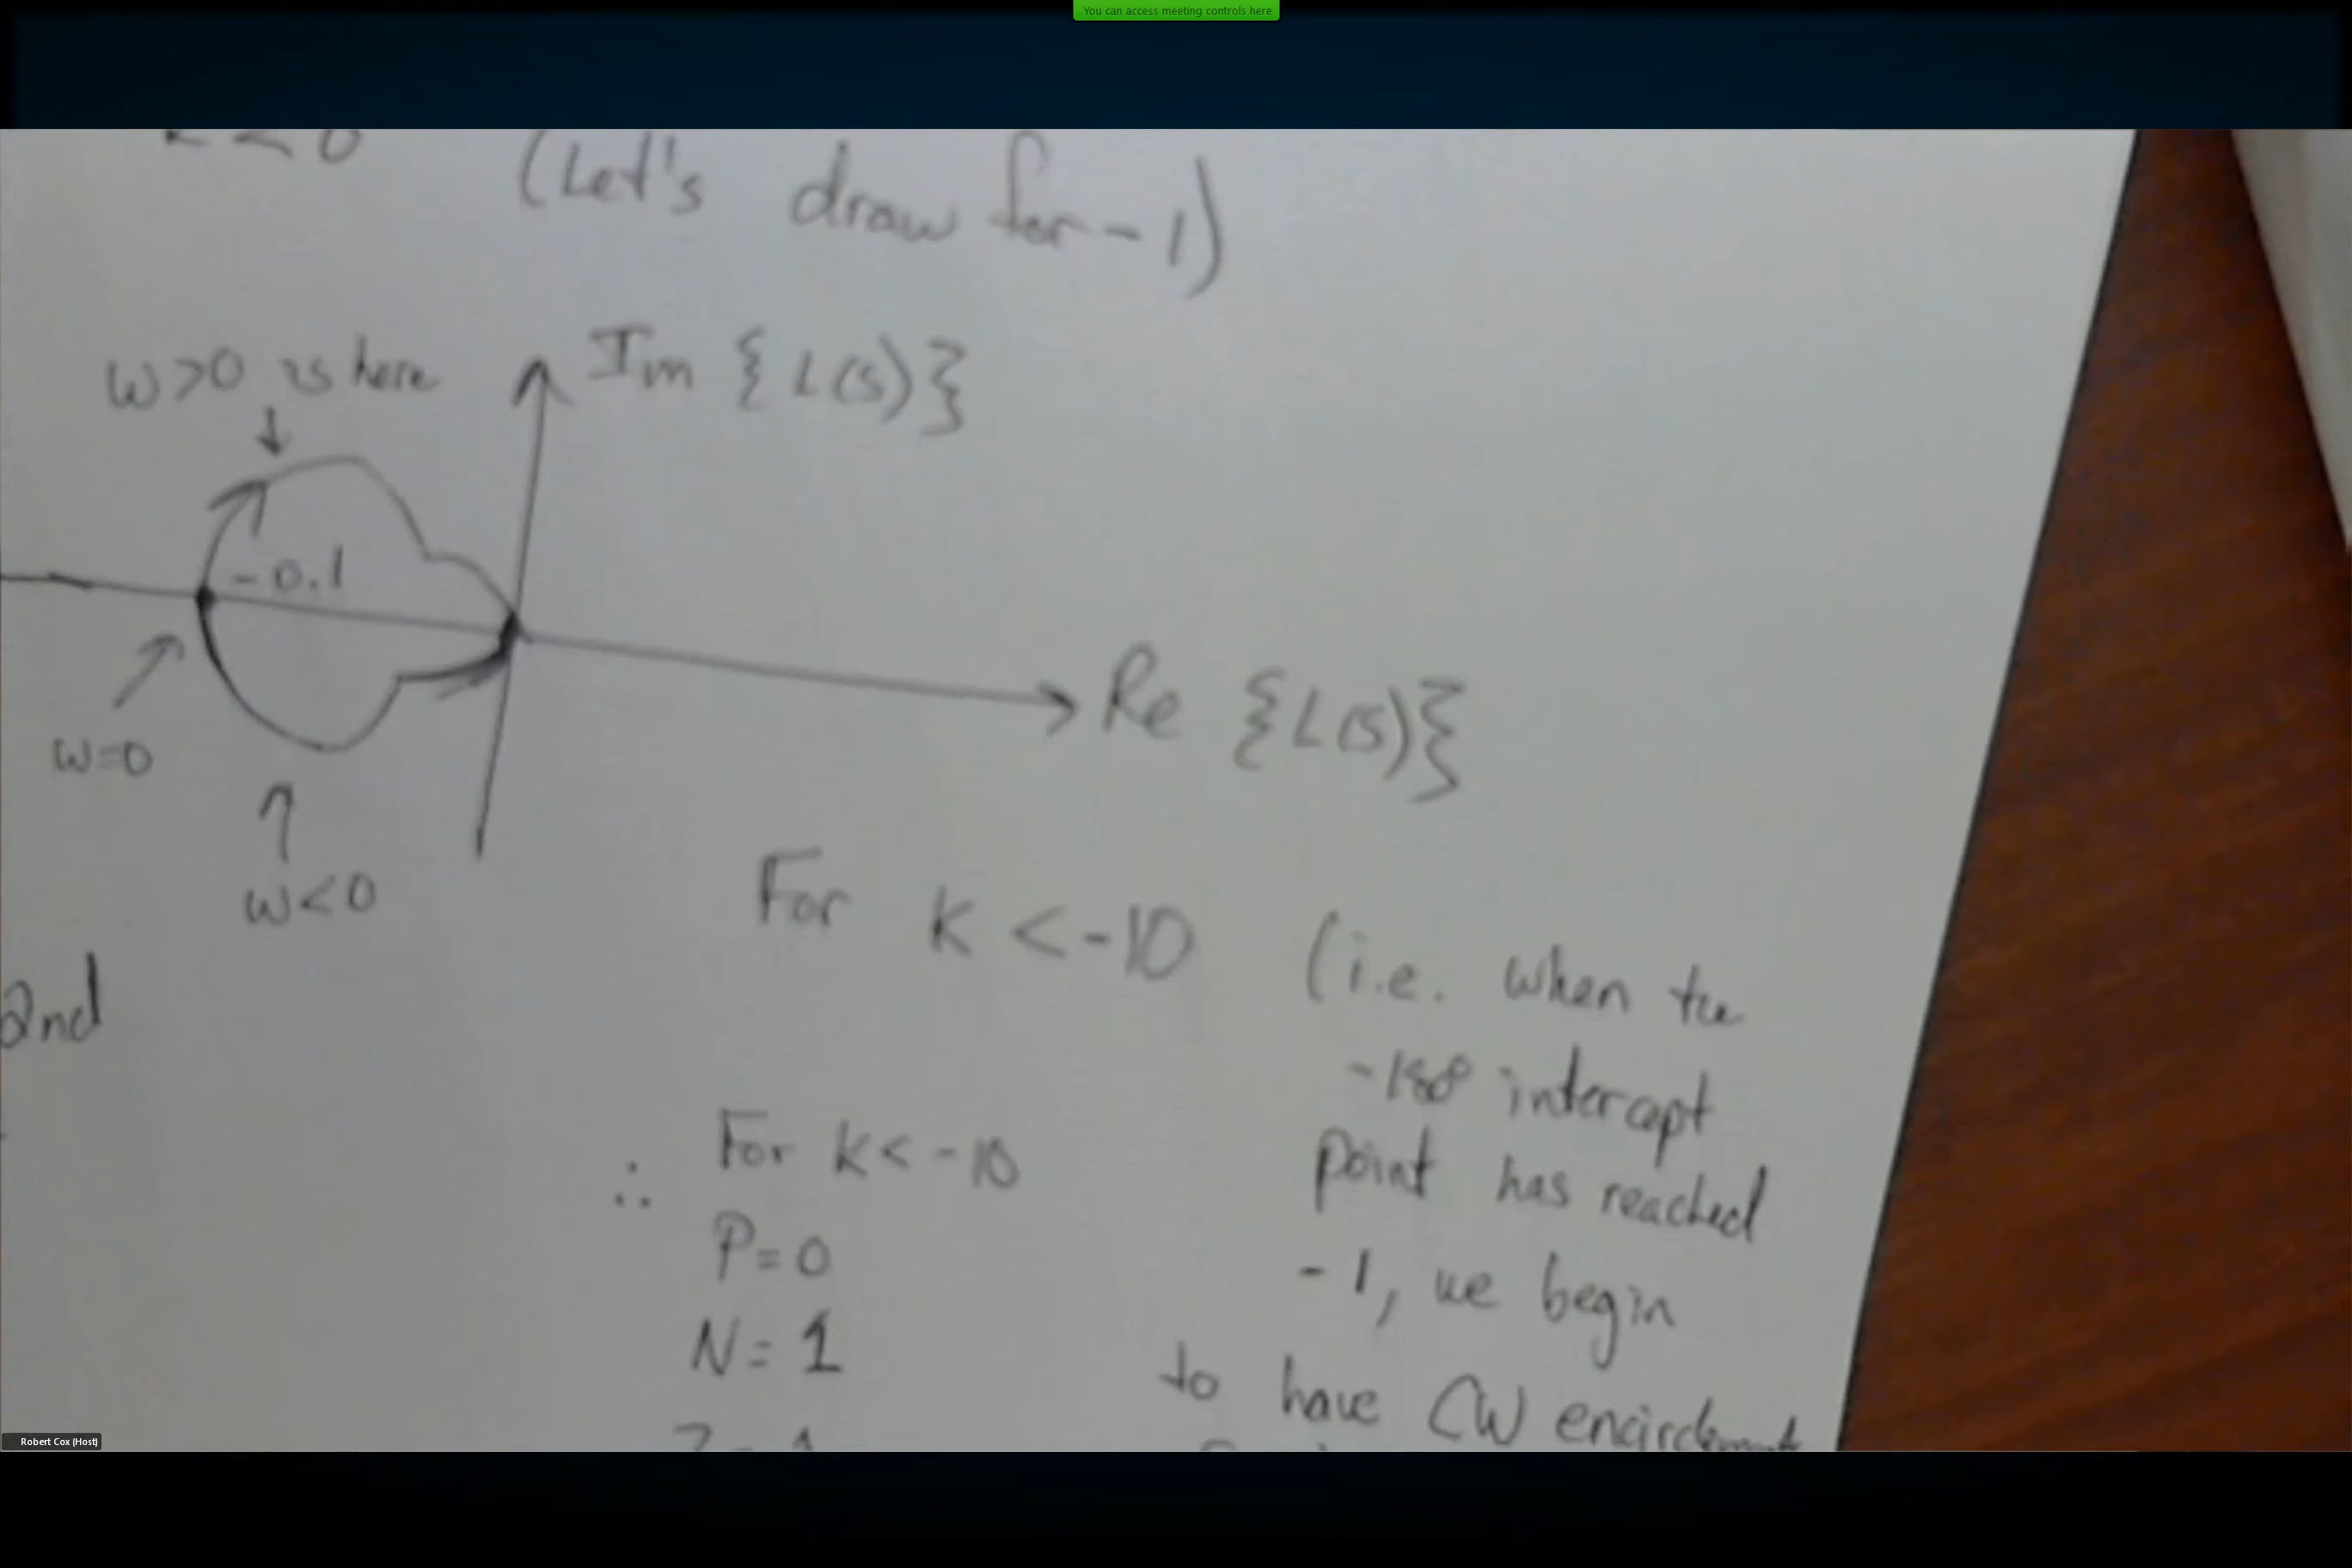 You can access meeting controls here
< 0 (Let's draw for -1)
w>0 is here
Im {L(s)}
-0.1
Re {L(s)}
w=0
w<0
For K < -10 (i.e. when the
and
-180° intercept
∴ For K < -10
point has reached
P = 0
-1, we begin
N = 1
to have CW encirclement
Robert Cox (Host)